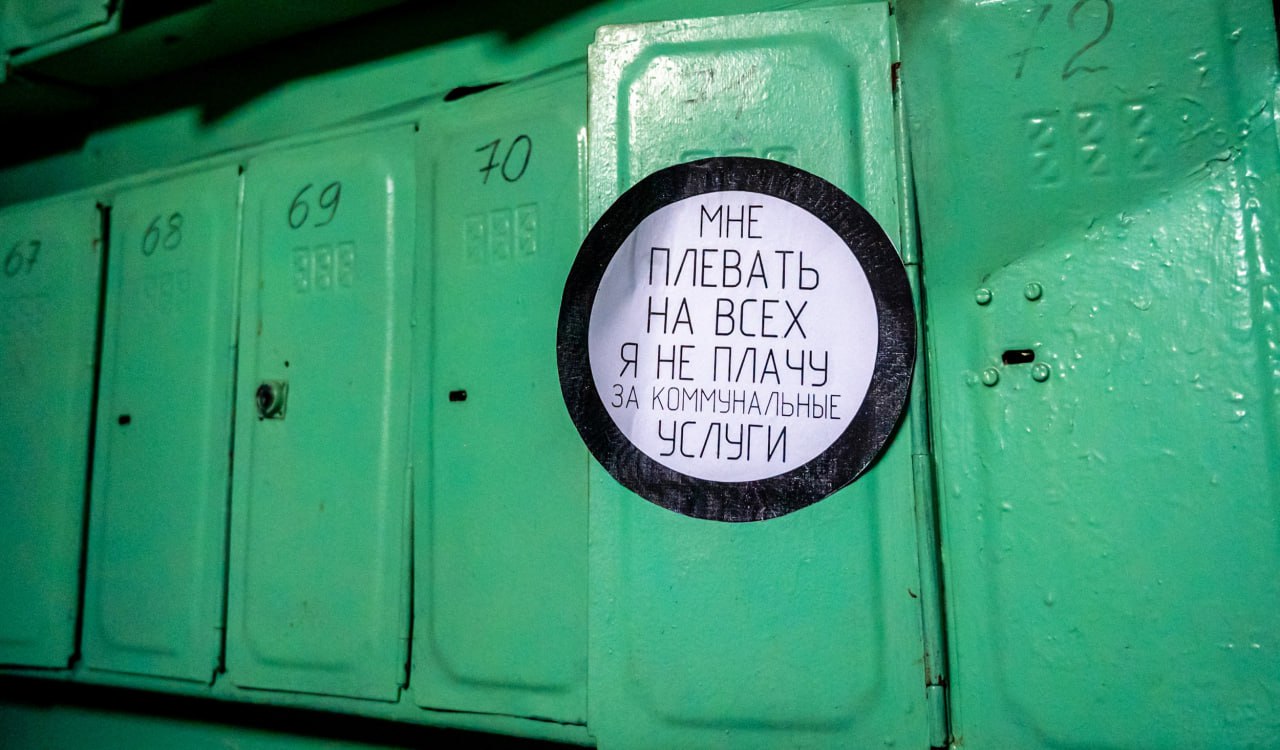 67
68
69
70
72
МНЕ
ПЛЕВАТЬ
НА ВСЕХ
Я НЕ ПЛАЧУ
ЗА КОММУНАЛЬНЫЕ
УСЛУГИ